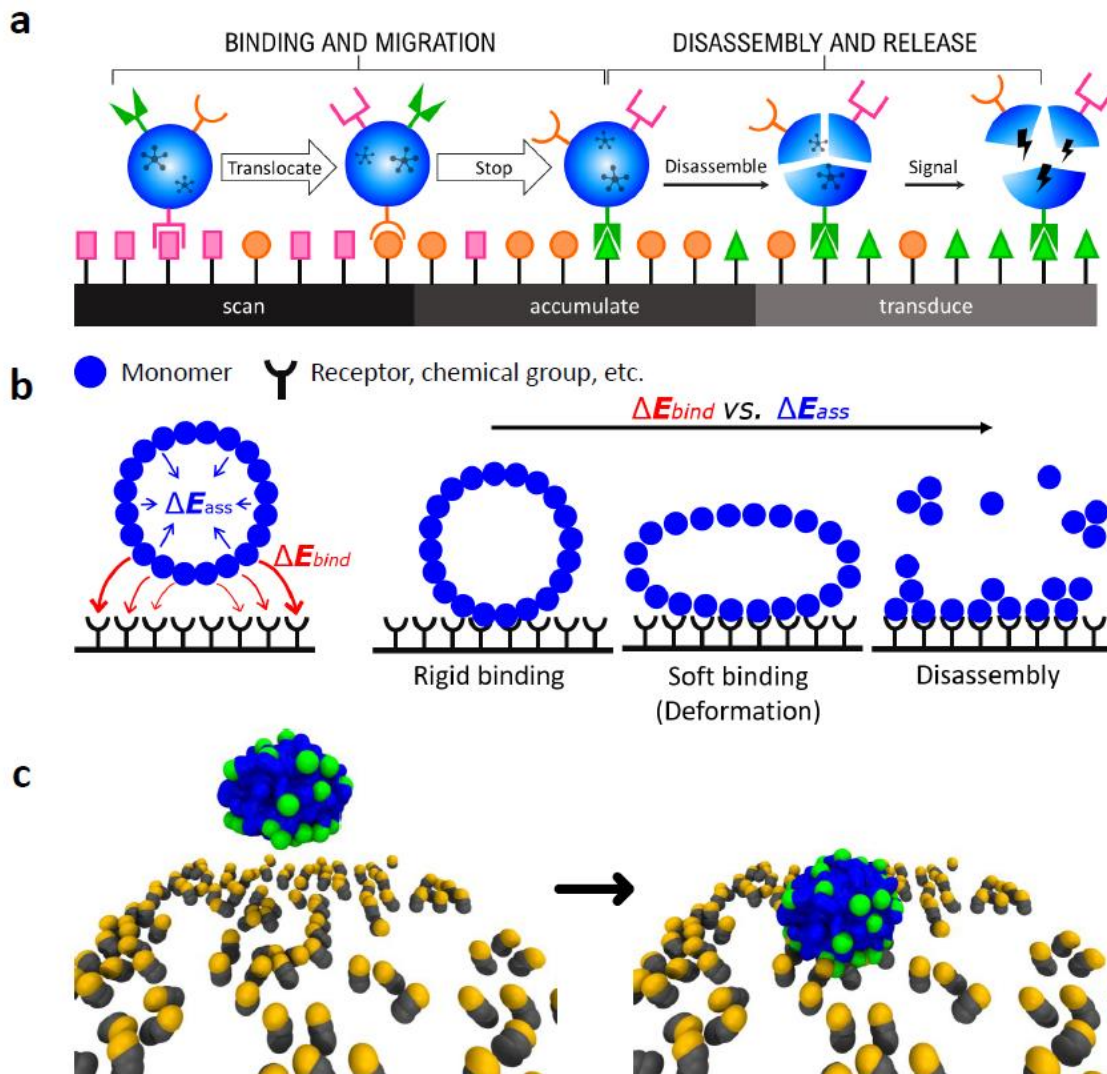 a
BINDING AND MIGRATION DISASSEMBLY AND RELEASE
Translocate Stop Disassemble Signal
scan accumulate transduce
b
Monomer Receptor, chemical group, etc.
ΔEbind vs. ΔEass
ΔEass
ΔEbind
Rigid binding Soft binding Disassembly
(Deformation)
c